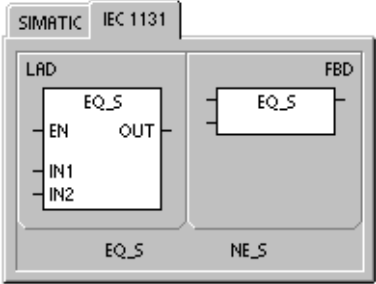 SIMATIC IEC 1131
LAD FBD
EQ_S EQ_S
EN OUT
IN1
IN2
EQ_S NE_S